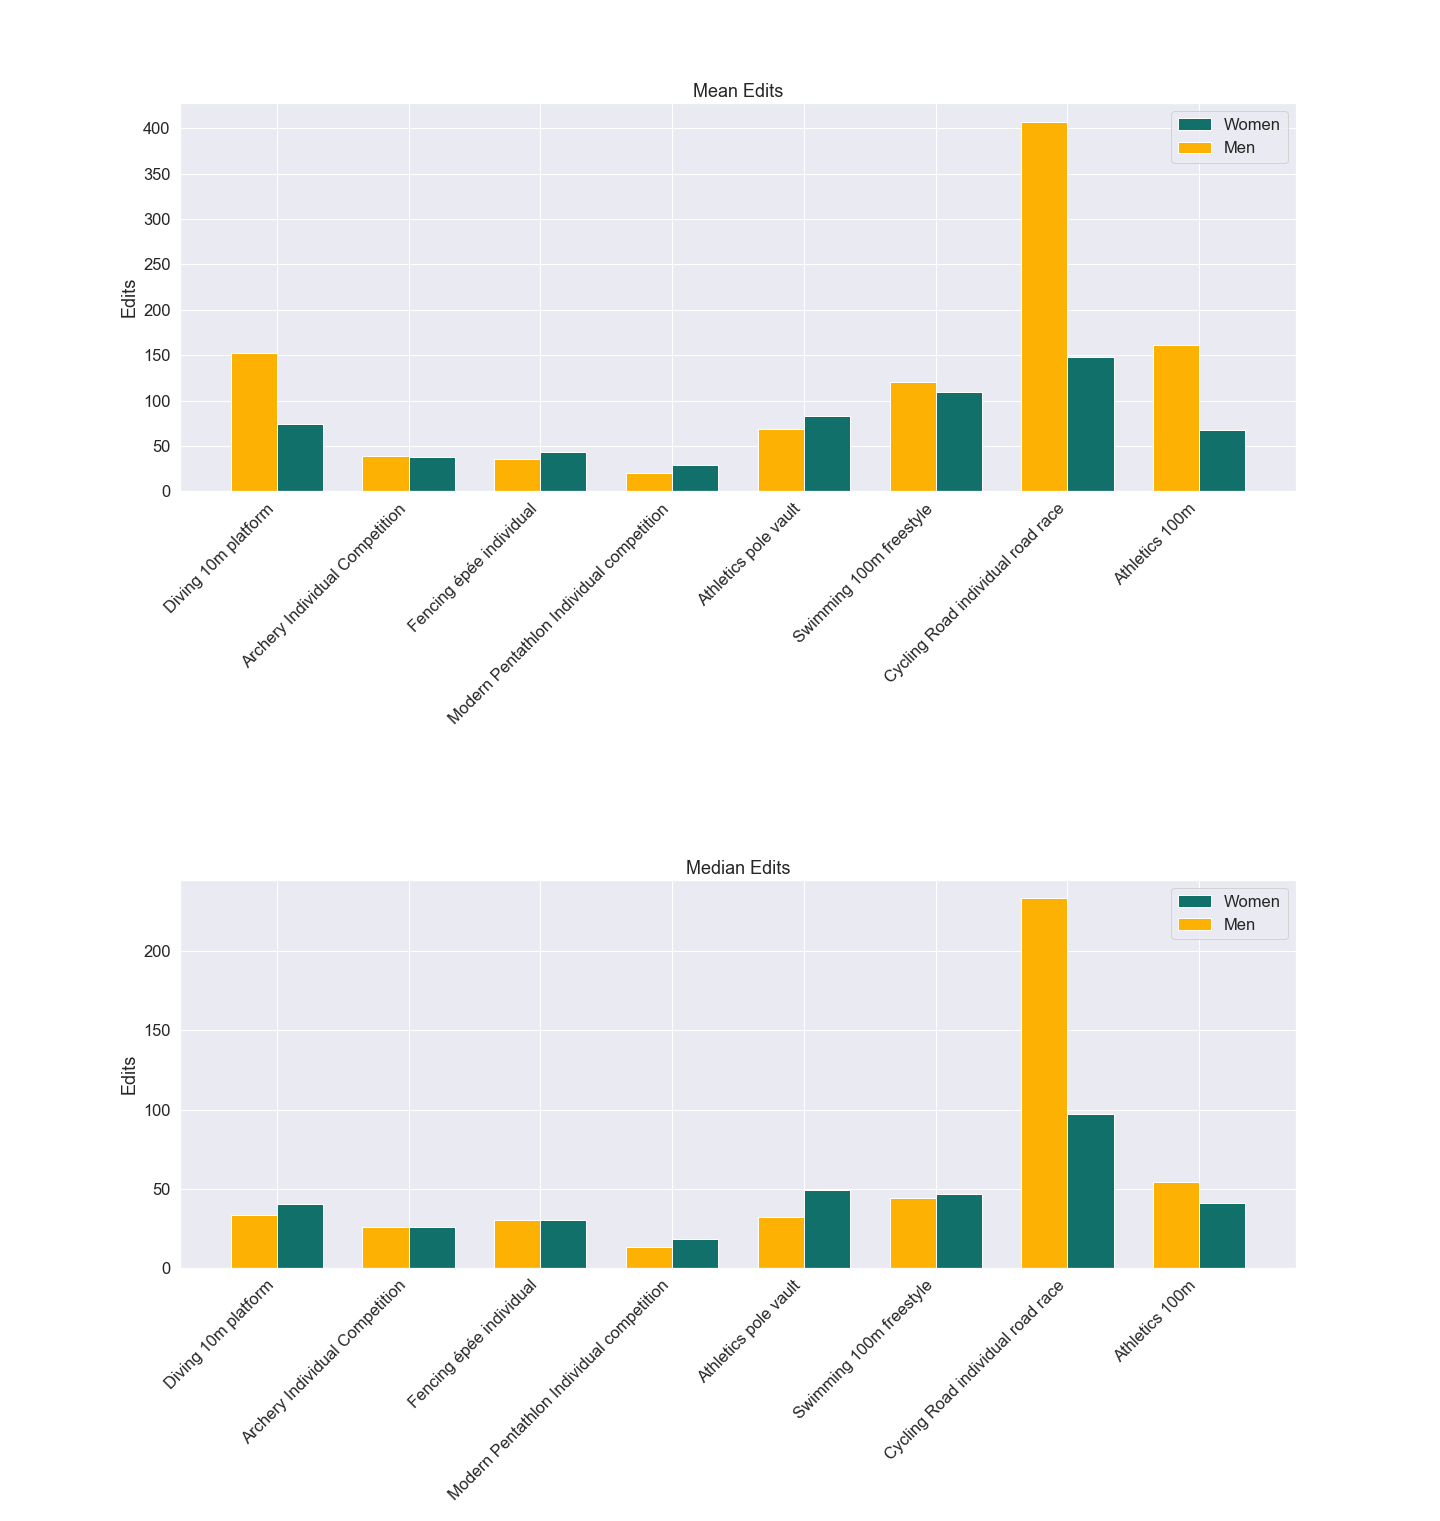 Mean Edits
Women
Men
400
350
300
250
200
150
100
50
0
Edits
Diving 10m platform
Archery Individual Competition
Fencing épée individual
Modern Pentathlon Individual competition
Athletics pole vault
Swimming 100m freestyle
Cycling Road individual road race
Athletics 100m
Median Edits
Women
Men
200
150
100
50
0
Edits
Diving 10m platform
Archery Individual Competition
Fencing épée individual
Modern Pentathlon Individual competition
Athletics pole vault
Swimming 100m freestyle
Cycling Road individual road race
Athletics 100m